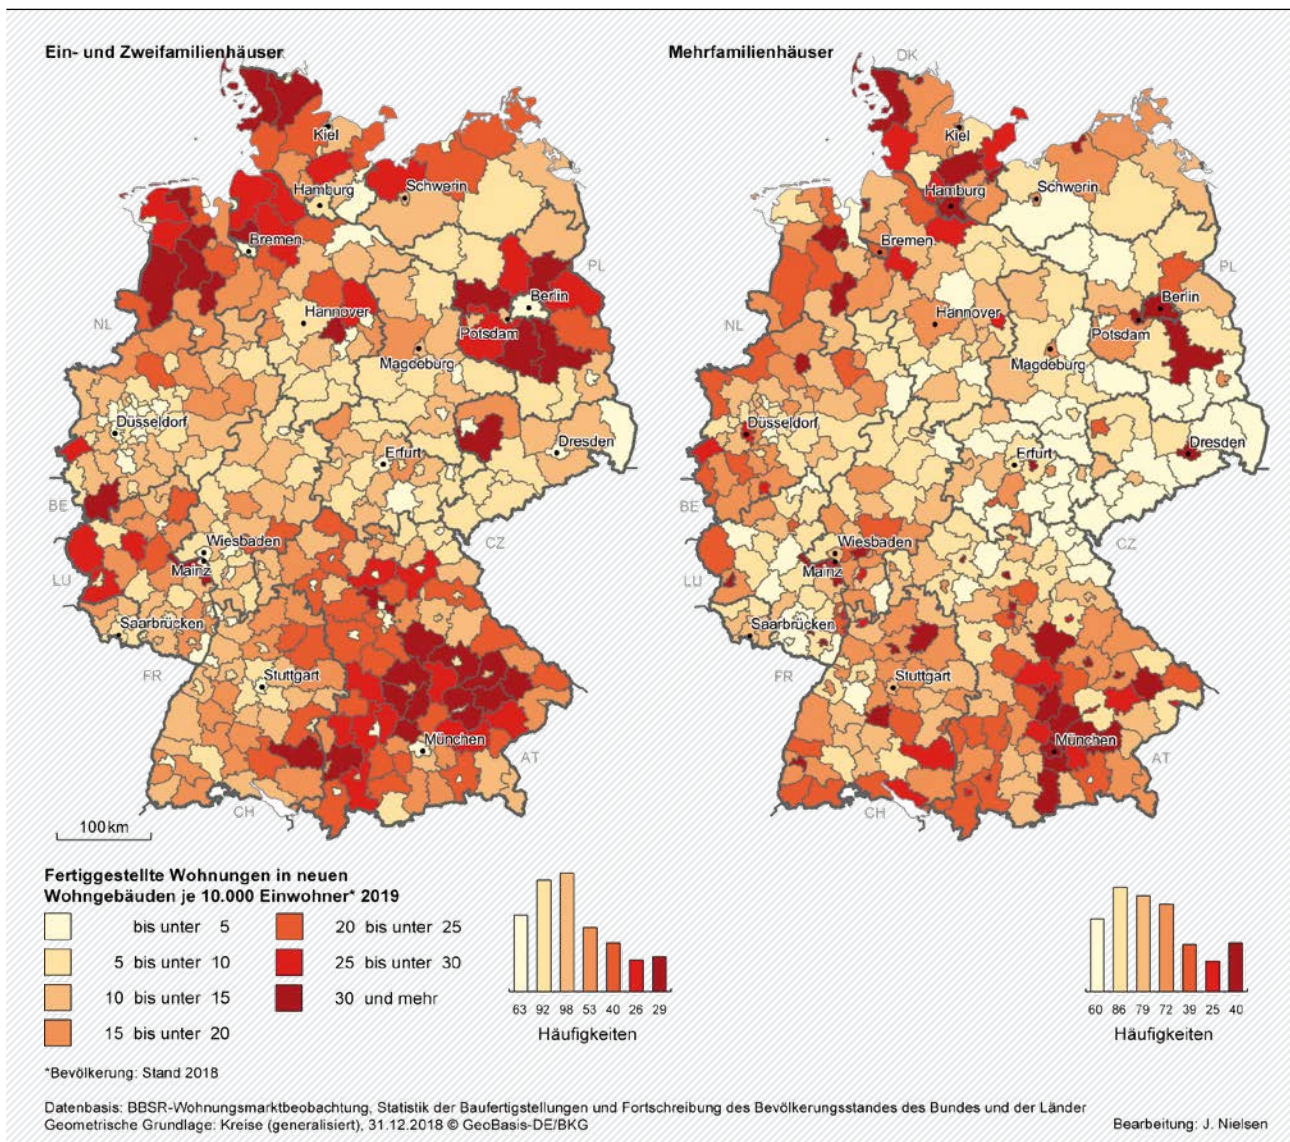 Ein- und Zweifamilienhäuser
Kiel
Hamburg
Schwerin
Bremen
PL
Berlin
NL
Hannover
Potsdam
Magdeburg
Düsseldorf
Dresden
Erfurt
BE
Wiesbaden
CZ
LU
Mainz
Saarbrücken
FR
Stuttgart
München
AT
CH
100 km
Mehrfamilienhäuser
DK
Kiel
Hamburg
Schwerin
Bremen
PL
Berlin
NL
Hannover
Potsdam
Magdeburg
Düsseldorf
Dresden
Erfurt
BE
Wiesbaden
CZ
LU
Mainz
Saarbrücken
FR
Stuttgart
München
AT
CH
Fertiggestellte Wohnungen in neuen
Wohngebäuden je 10.000 Einwohner* 2019
bis unter 5
5 bis unter 10
10 bis unter 15
15 bis unter 20
20 bis unter 25
25 bis unter 30
30 und mehr
63 92 98 53 40 26 29
Häufigkeiten
60 86 79 72 39 25 40
Häufigkeiten
*Bevölkerung: Stand 2018
Datenbasis: BBSR-Wohnungsmarktbeobachtung, Statistik der Baufertigstellungen und Fortschreibung des Bevölkerungsstandes des Bundes und der Länder
Geometrische Grundlage: Kreise (generalisiert), 31.12.2018 © GeoBasis-DE/BKG
Bearbeitung: J. Nielsen